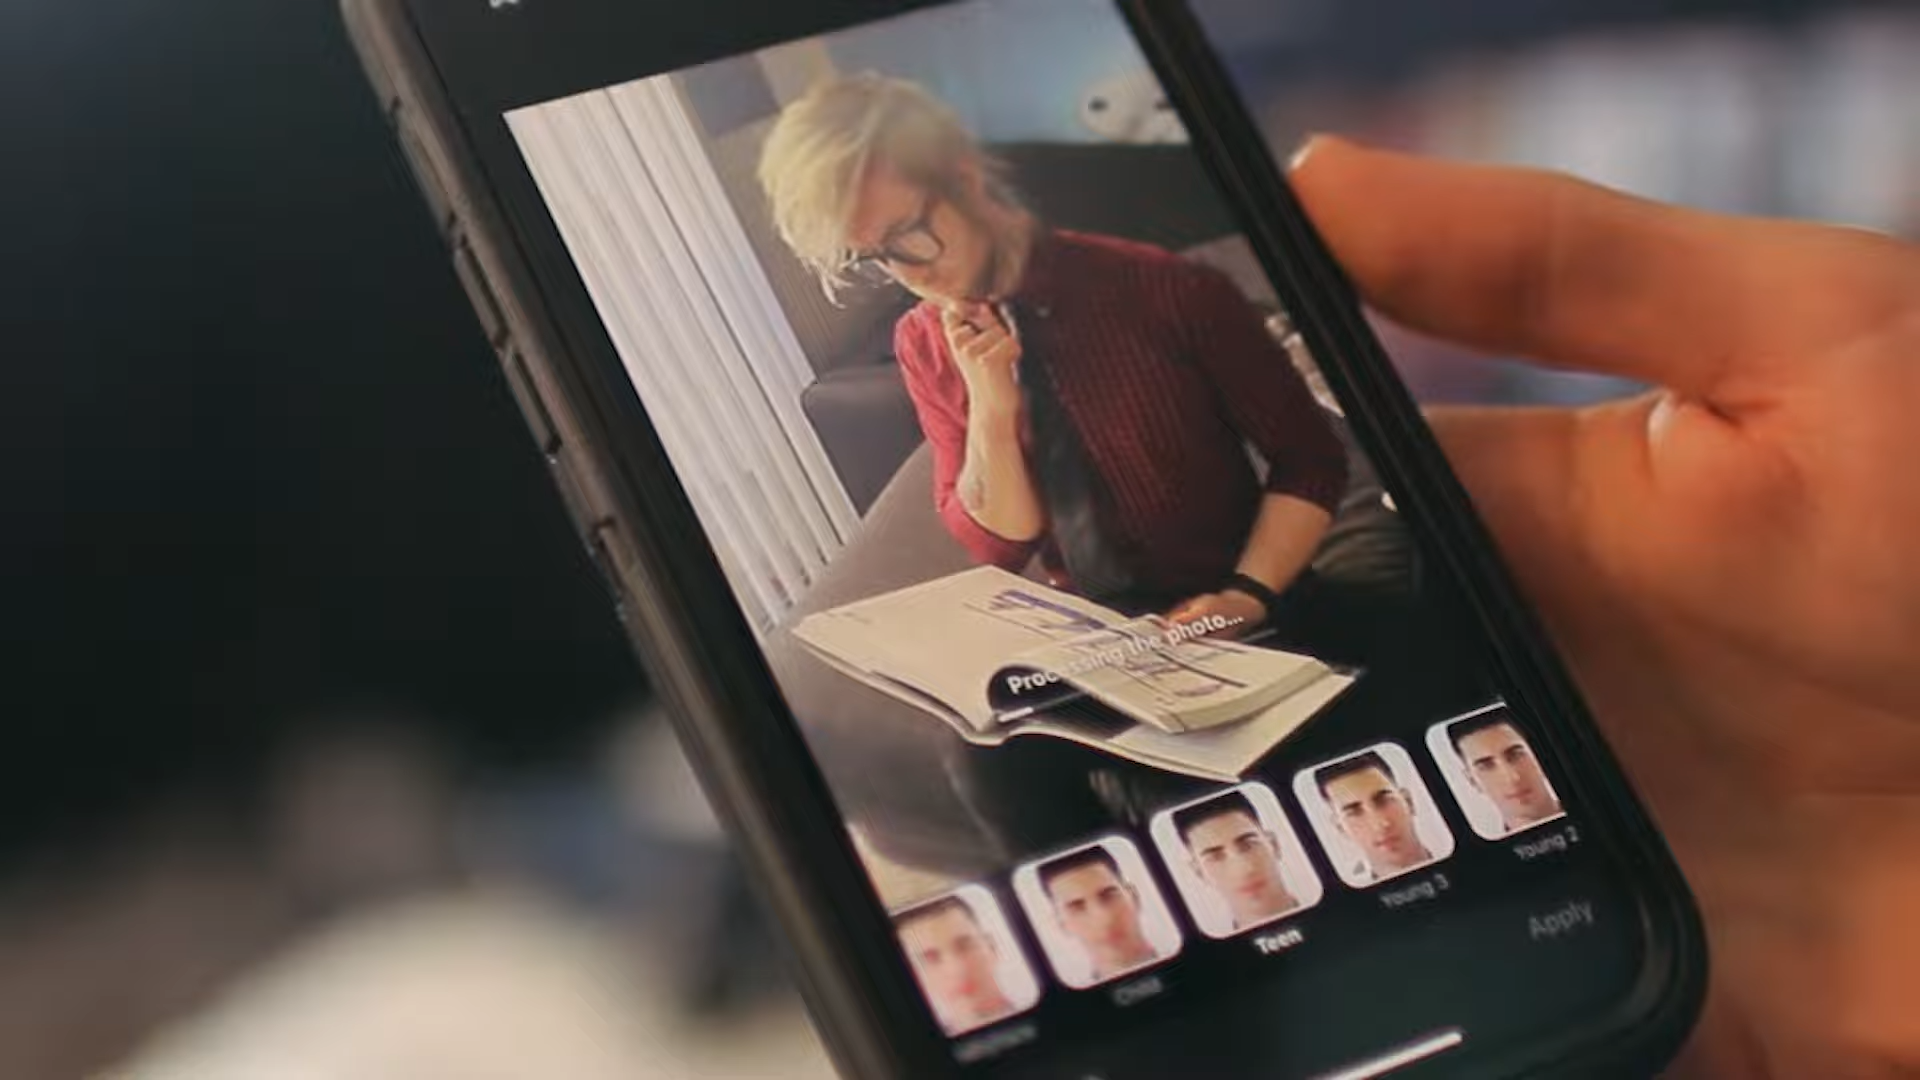 Processing the photo...
Child
Teen
Young 3
Young 2
Apply